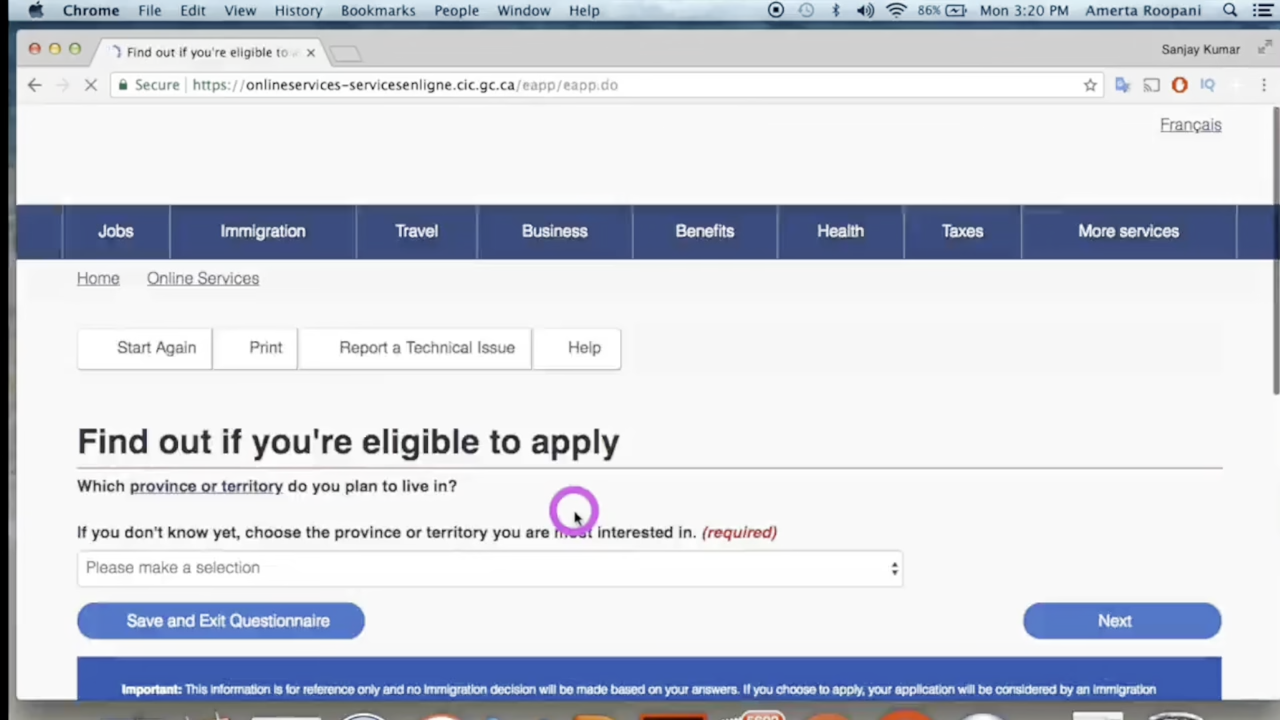 Chrome File Edit View History Bookmarks People Window Help 86% Mon 3:20 PM Amerta Roopani
Find out if you're eligible to Sanjay Kumar
Secure https://onlineservices-servicesenligne.cic.gc.ca/eapp/eapp.do IQ
Français
Jobs Immigration Travel Business Benefits Health Taxes More services
Home Online Services
Start Again Print Report a Technical Issue Help
Find out if you're eligible to apply
Which province or territory do you plan to live in?
If you don't know yet, choose the province or territory you are most interested in. (required)
Please make a selection
Save and Exit Questionnaire Next
Important: This information is for reference only and no immigration decision will be made based on your answers. If you choose to apply, your application will be considered by an immigration